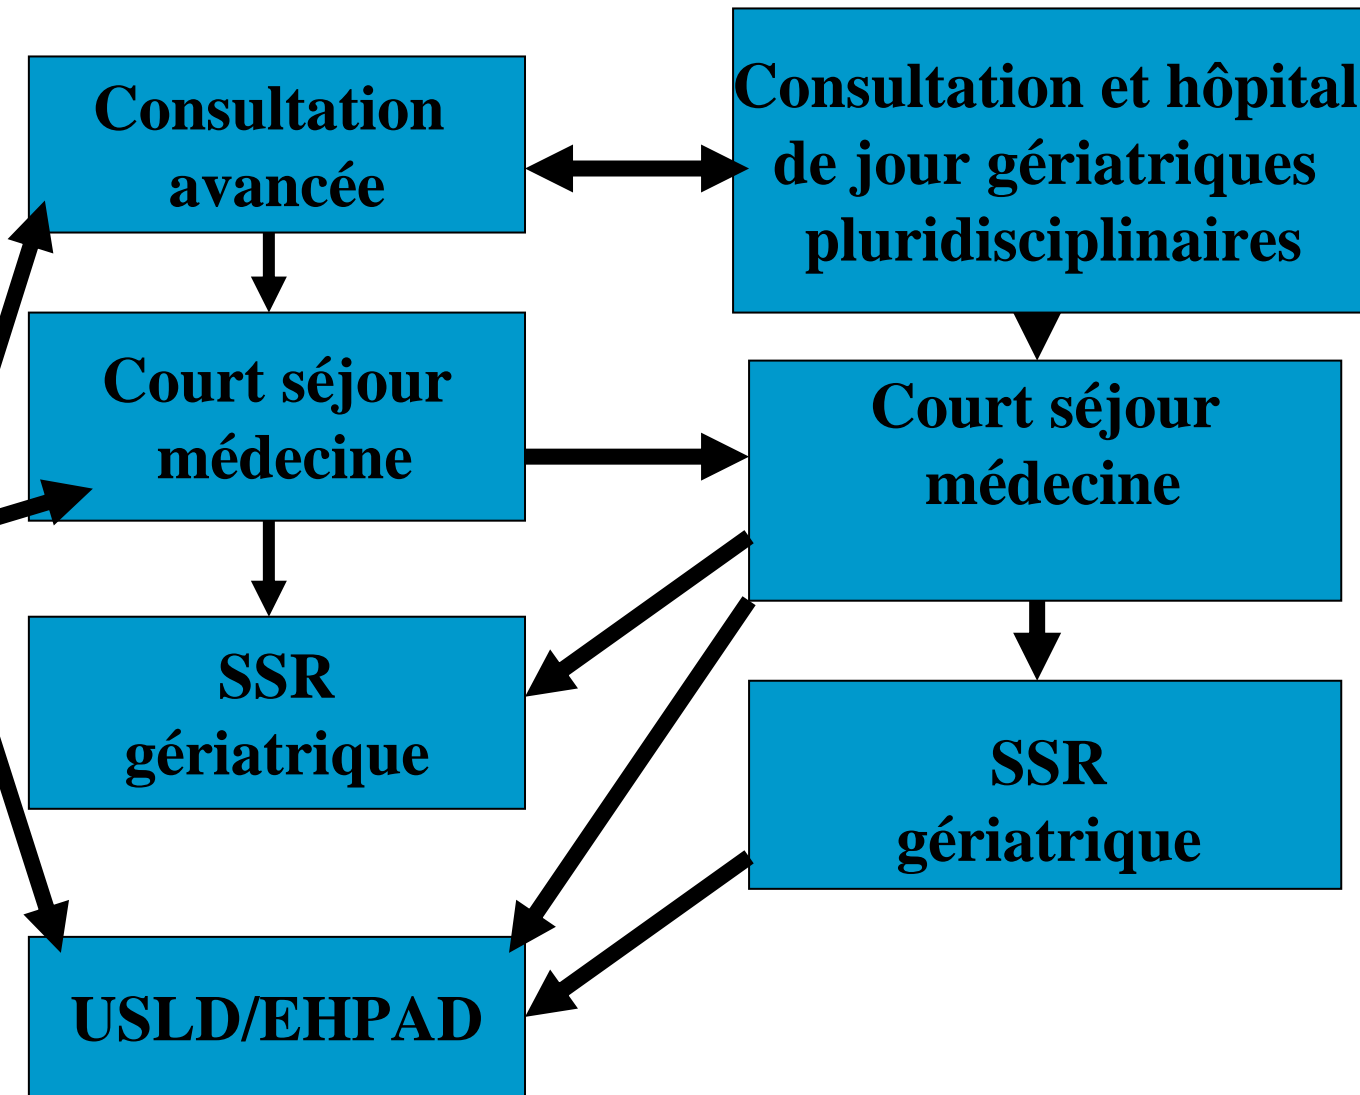 Consultation
avancée
Consultation et hôpital
de jour gériatriques
pluridisciplinaires
Court séjour
médecine
Court séjour
médecine
SSR
gériatrique
SSR
gériatrique
USLD/EHPAD